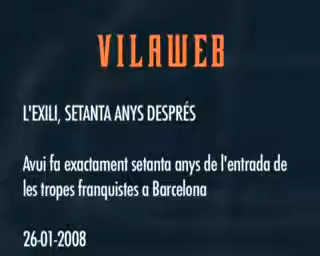 VILAWEB
L'EXILI, SETANTA ANYS DESPRÉS
Avui fa exactament setanta anys de l'entrada de
les tropes franquistes a Barcelona
26-01-2008